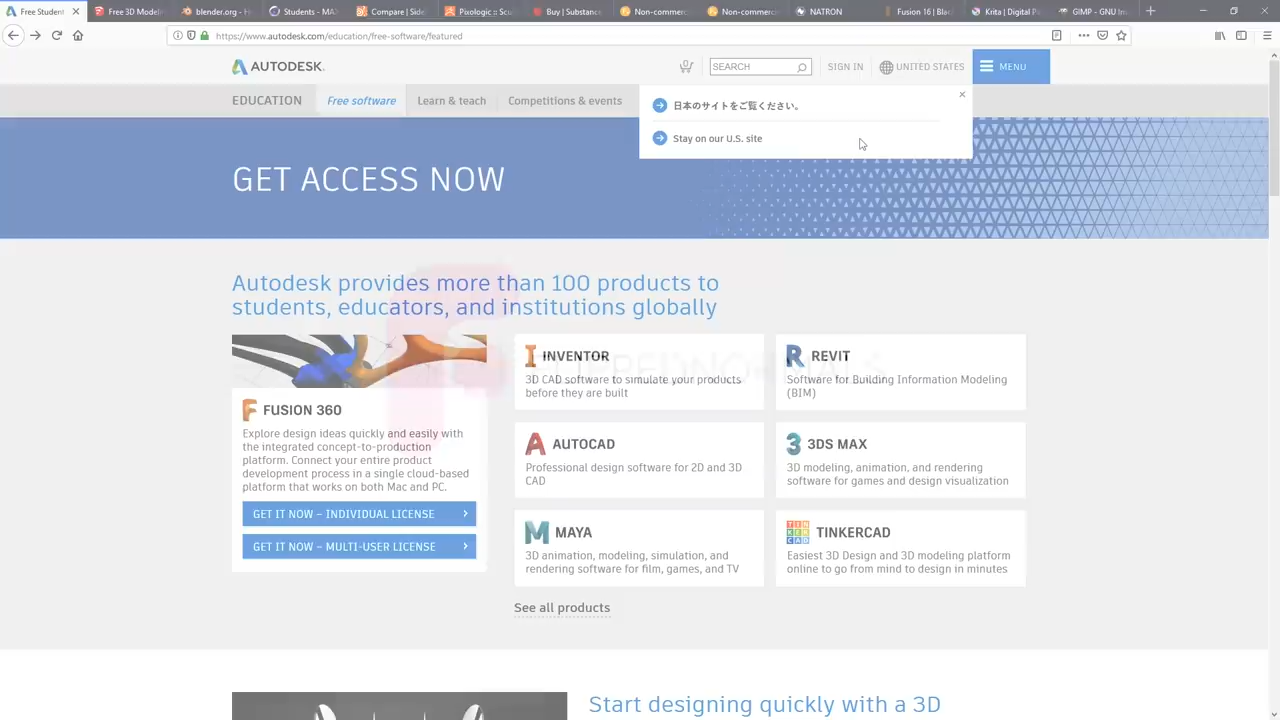 Free Student
Free 3D Modeli
blender.org - H
Students - MA
Compare | Side
Pixologic :: Scu
Buy | Substance
Non-commer
Non-commerci
NATRON
Fusion 16 | Blac
Krita | Digital Pa
GIMP - GNU Im
https://www.autodesk.com/education/free-software/featured
AUTODESK.
SEARCH
SIGN IN
UNITED STATES
MENU
EDUCATION
Free software
Learn & teach
Competitions & events
日本のサイトをご覧ください。
Stay on our U.S. site
GET ACCESS NOW
Autodesk provides more than 100 products to
students, educators, and institutions globally
FUSION 360
Explore design ideas quickly and easily with
the integrated concept-to-production
platform. Connect your entire product
development process in a single cloud-based
platform that works on both Mac and PC.
GET IT NOW – INDIVIDUAL LICENSE
GET IT NOW – MULTI-USER LICENSE
INVENTOR
3D CAD software to simulate your products
before they are built
REVIT
Software for Building Information Modeling
(BIM)
AUTOCAD
Professional design software for 2D and 3D
CAD
3DS MAX
3D modeling, animation, and rendering
software for games and design visualization
MAYA
3D animation, modeling, simulation, and
rendering software for film, games, and TV
TINKERCAD
Easiest 3D Design and 3D modeling platform
online to go from mind to design in minutes
See all products
Start designing quickly with a 3D